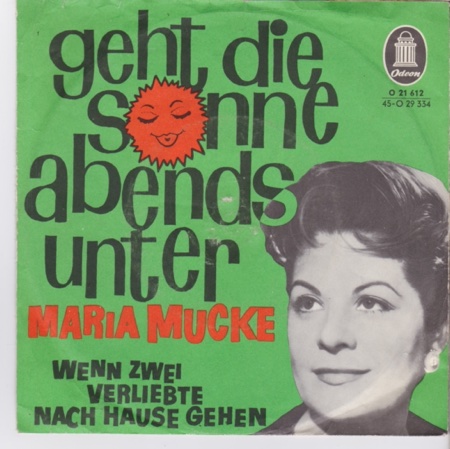 geht die
sonne
abends
unter
MARIA MUCKE
WENN ZWEI
VERLIEBTE
NACH HAUSE GEHEN
Odeon
O 21 612
45-O 29 334